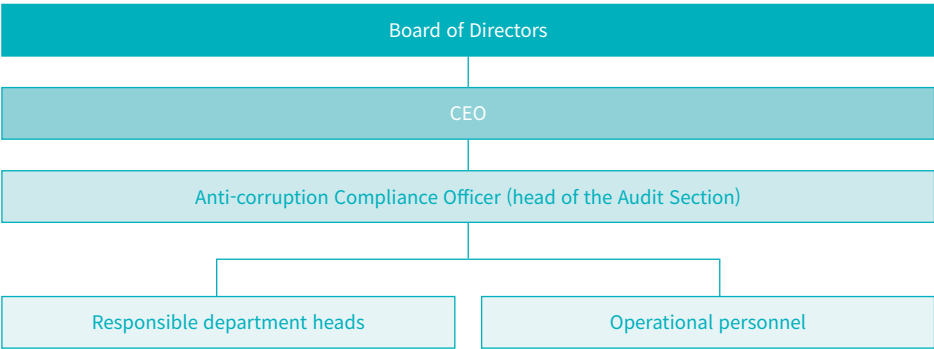 Board of Directors
CEO
Anti-corruption Compliance Officer (head of the Audit Section)
Responsible department heads
Operational personnel